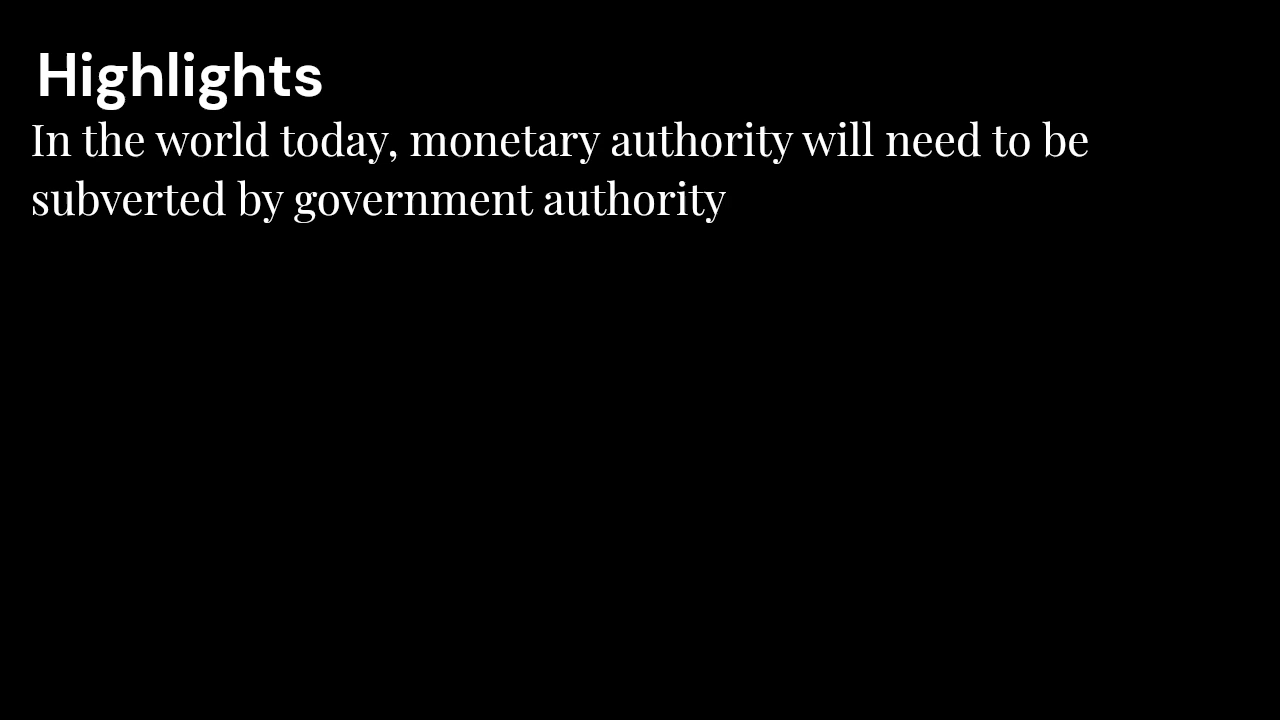 Highlights
In the world today, monetary authority will need to be
subverted by government authority